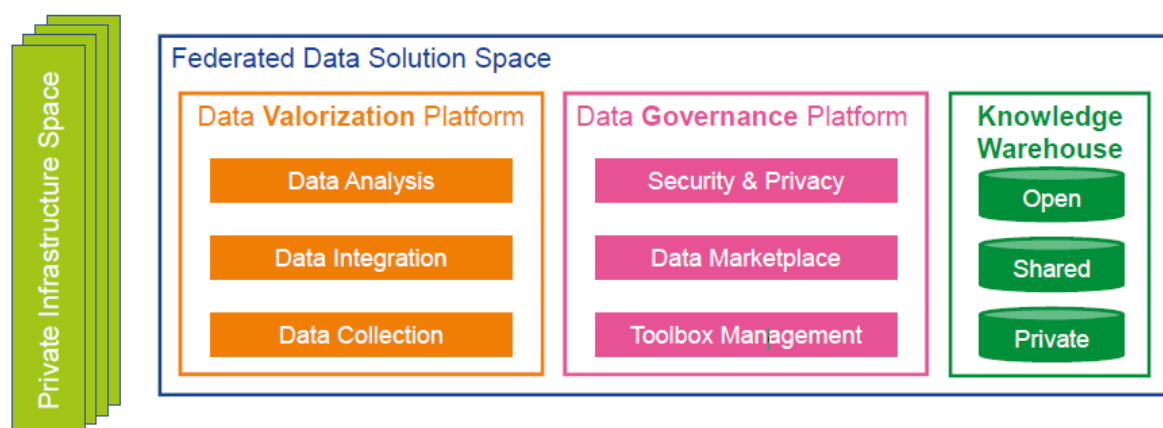 Private Infrastructure Space
Federated Data Solution Space
Data Valorization Platform
Data Analysis
Data Integration
Data Collection
Data Governance Platform
Security & Privacy
Data Marketplace
Toolbox Management
Knowledge
Warehouse
Open
Shared
Private